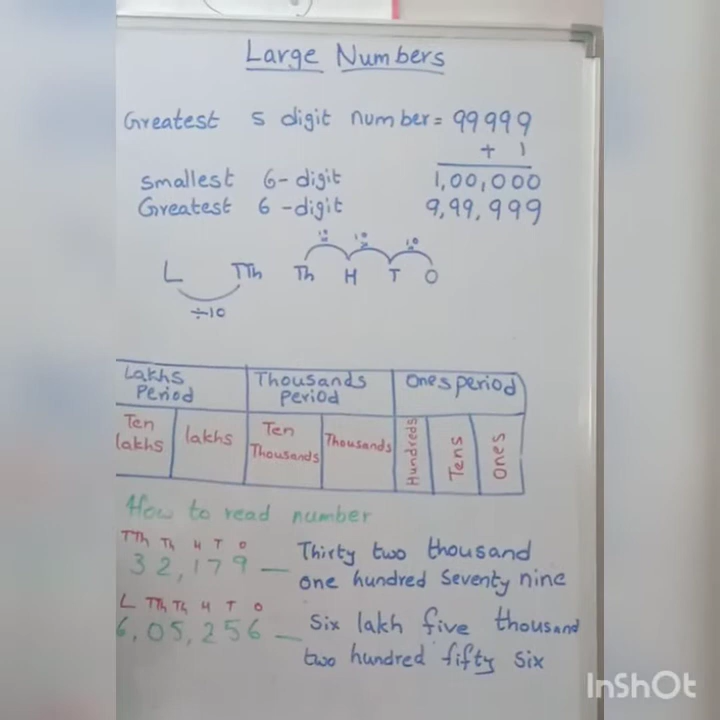 Large Numbers
Greatest 5 digit number = 99999
+ 1
smallest 6-digit 1,00,000
Greatest 6-digit 9,99,999
10 10 10
L TTh Th H T O
÷10
Lakhs Period Thousands Period Ones period
Ten lakhs lakhs Ten Thousands Thousands Hundreds Tens Ones
How to read number
TTh Th H T O
32,179 — Thirty two thousand
one hundred seventy nine
L TTh Th H T O
6,05,256 — Six lakh five thousand
two hundred fifty six
InShOt